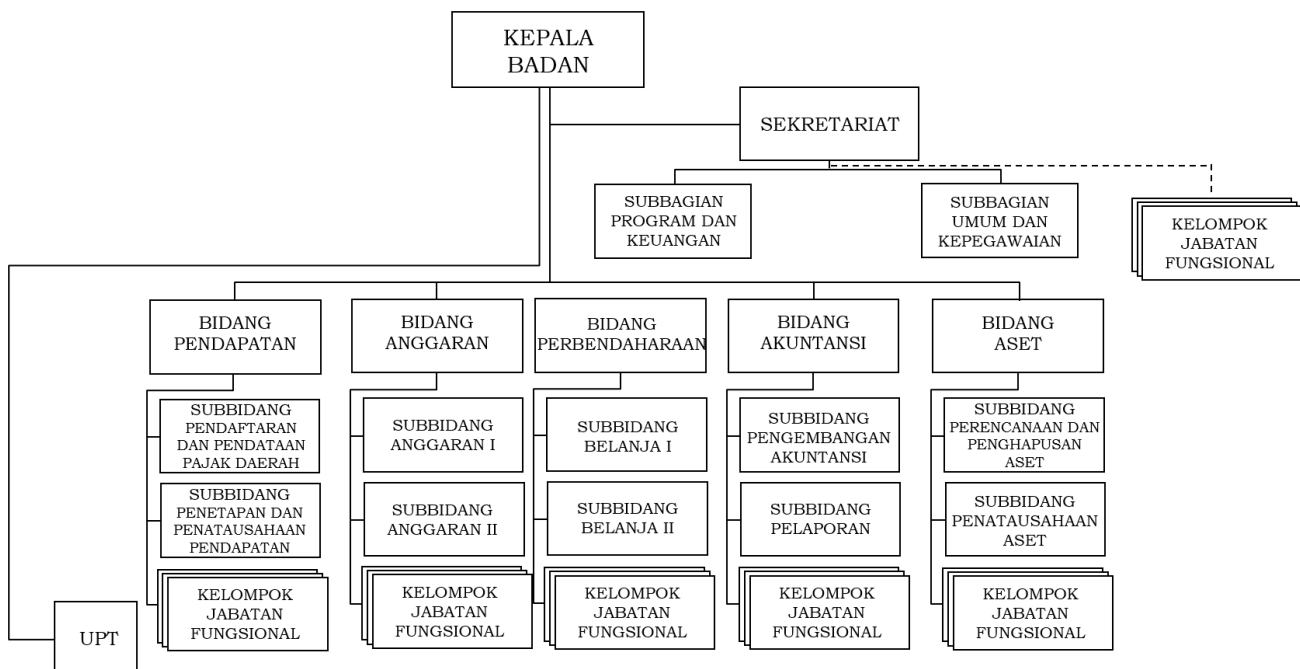 KEPALA
BADAN
SEKRETARIAT
SUBBAGIAN
PROGRAM DAN
KEUANGAN
SUBBAGIAN
UMUM DAN
KEPEGAWAIAN
KELOMPOK
JABATAN
FUNGSIONAL
BIDANG
PENDAPATAN
BIDANG
ANGGARAN
BIDANG
PERBENDAHARAAN
BIDANG
AKUNTANSI
BIDANG
ASET
SUBBIDANG
PENDAFTARAN
DAN PENDATAAN
PAJAK DAERAH
SUBBIDANG
ANGGARAN I
SUBBIDANG
BELANJA I
SUBBIDANG
PENGEMBANGAN
AKUNTANSI
SUBBIDANG
PERENCANAAN DAN
PENGHAPUSAN
ASET
SUBBIDANG
PENETAPAN DAN
PENATAUSAHAAN
PENDAPATAN
SUBBIDANG
ANGGARAN II
SUBBIDANG
BELANJA II
SUBBIDANG
PELAPORAN
SUBBIDANG
PENATAUSAHAAN
ASET
UPT
KELOMPOK
JABATAN
FUNGSIONAL
KELOMPOK
JABATAN
FUNGSIONAL
KELOMPOK
JABATAN
FUNGSIONAL
KELOMPOK
JABATAN
FUNGSIONAL
KELOMPOK
JABATAN
FUNGSIONAL